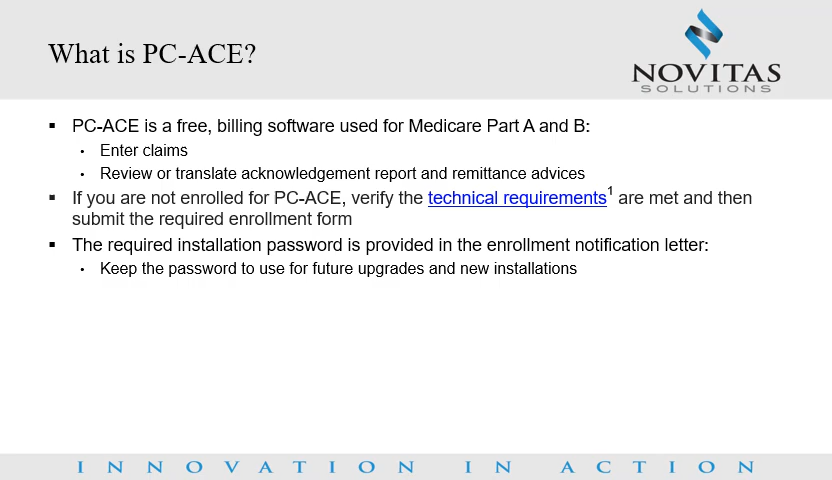 What is PC-ACE?
NOVITAS
SOLUTIONS
▪ PC-ACE is a free, billing software used for Medicare Part A and B:
• Enter claims
• Review or translate acknowledgement report and remittance advices
▪ If you are not enrolled for PC-ACE, verify the technical requirements¹ are met and then
submit the required enrollment form
▪ The required installation password is provided in the enrollment notification letter:
• Keep the password to use for future upgrades and new installations
INNOVATION IN ACTION